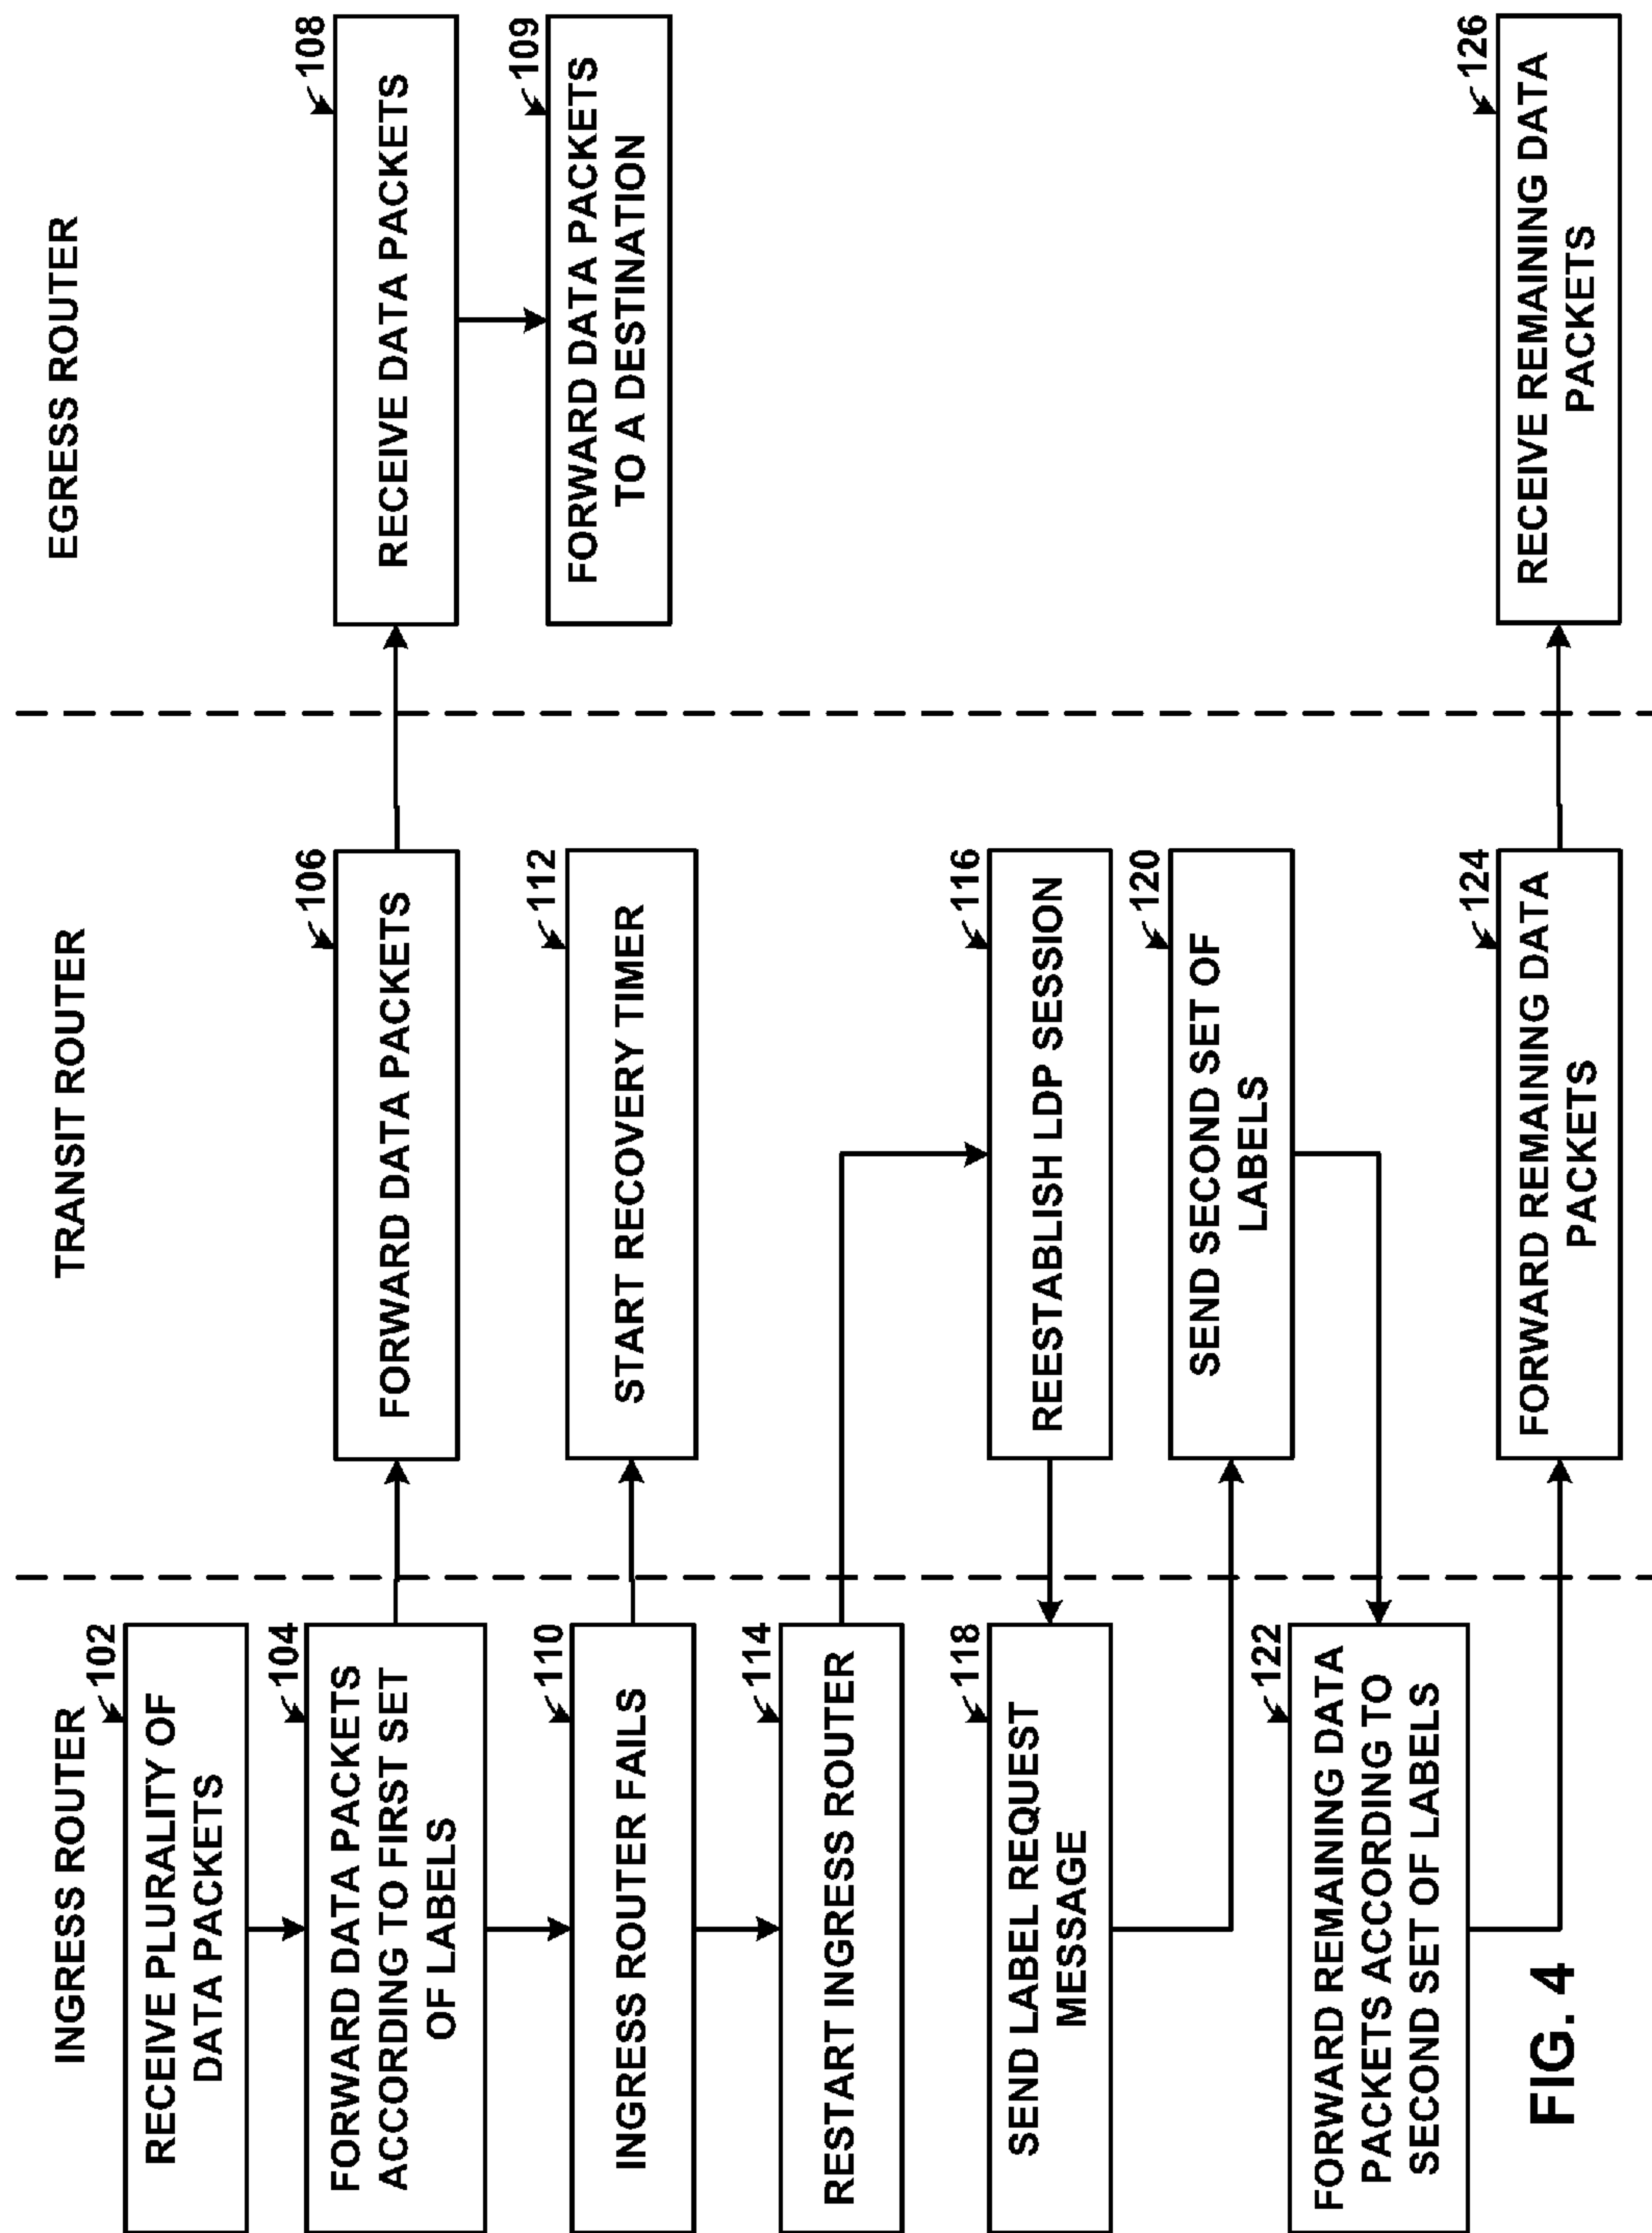 INGRESS ROUTER
TRANSIT ROUTER
EGRESS ROUTER
102
RECEIVE PLURALITY OF
DATA PACKETS
104
FORWARD DATA PACKETS
ACCORDING TO FIRST SET
OF LABELS
106
FORWARD DATA PACKETS
108
RECEIVE DATA PACKETS
109
FORWARD DATA PACKETS
TO A DESTINATION
110
INGRESS ROUTER FAILS
112
START RECOVERY TIMER
114
RESTART INGRESS ROUTER
116
REESTABLISH LDP SESSION
118
SEND LABEL REQUEST
MESSAGE
120
SEND SECOND SET OF
LABELS
122
FORWARD REMAINING DATA
PACKETS ACCORDING TO
SECOND SET OF LABELS
124
FORWARD REMAINING DATA
PACKETS
126
RECEIVE REMAINING DATA
PACKETS
FIG. 4